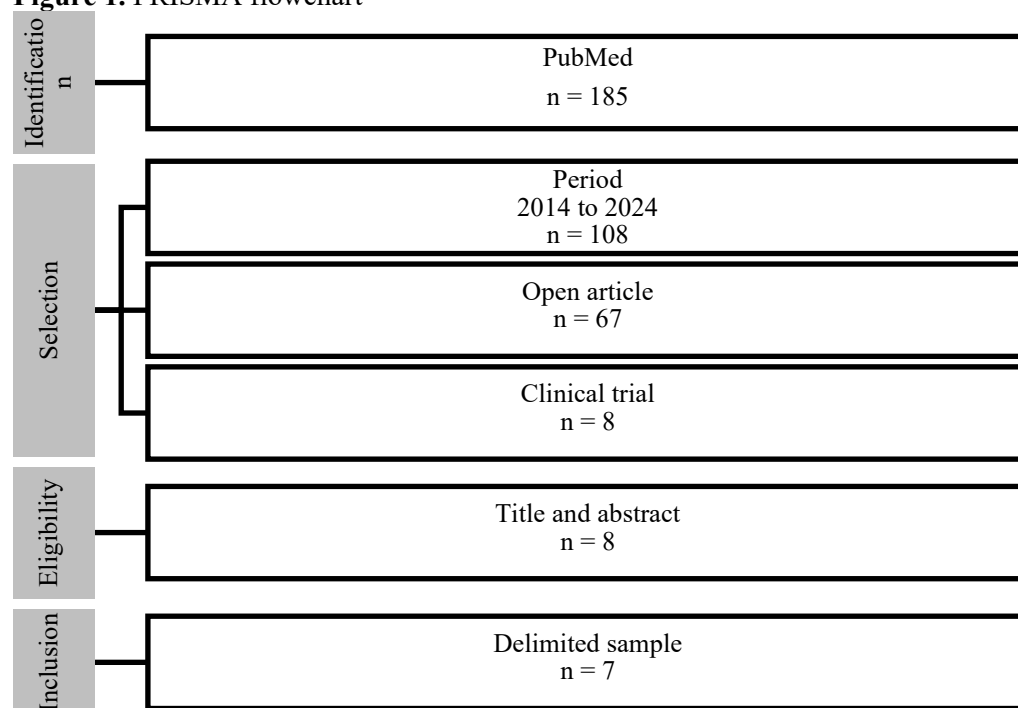 Figure 1. PRISMA flowchart
Identificatio
n
PubMed
n = 185
Selection
Period
2014 to 2024
n = 108
Open article
n = 67
Clinical trial
n = 8
Eligibility
Title and abstract
n = 8
Inclusion
Delimited sample
n = 7